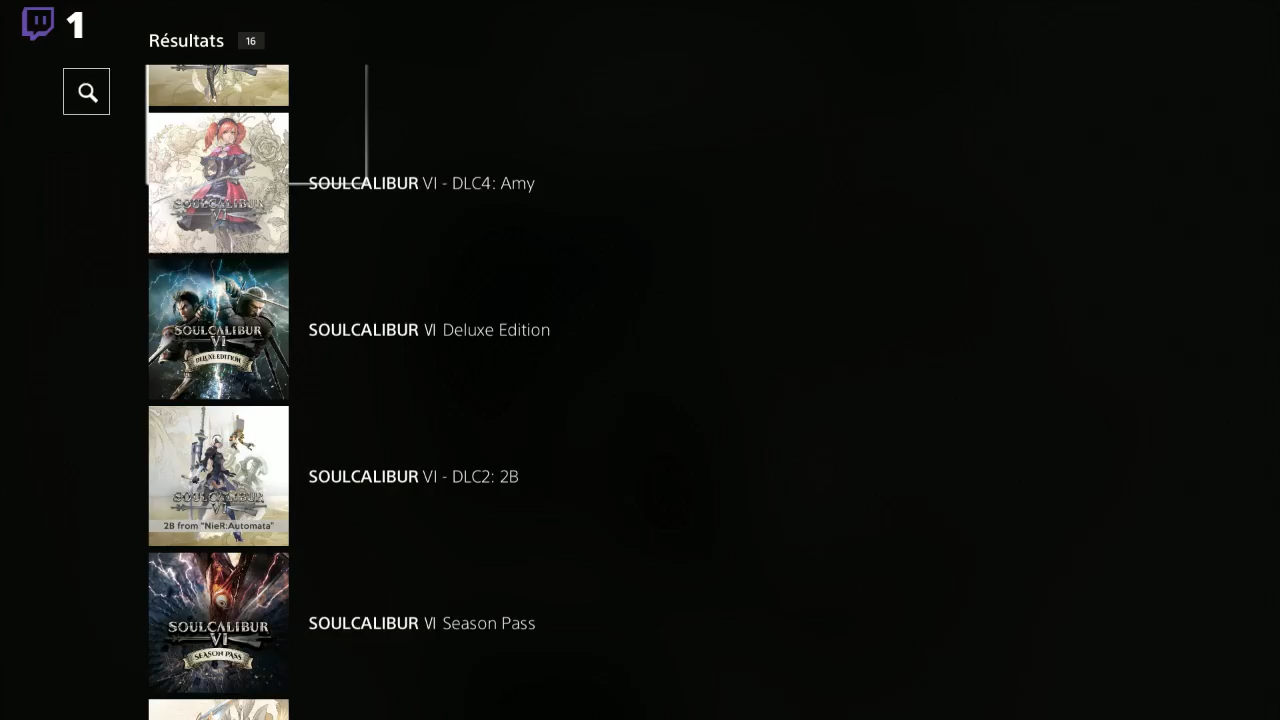 1
Résultats 16
SOULCALIBUR
VI
SOULCALIBUR VI - DLC4: Amy
SOULCALIBUR
VI
DELUXE EDITION
SOULCALIBUR VI Deluxe Edition
SOULCALIBUR
VI
2B from "NieR:Automata"
SOULCALIBUR VI - DLC2: 2B
SOULCALIBUR
VI
SEASON PASS
SOULCALIBUR VI Season Pass